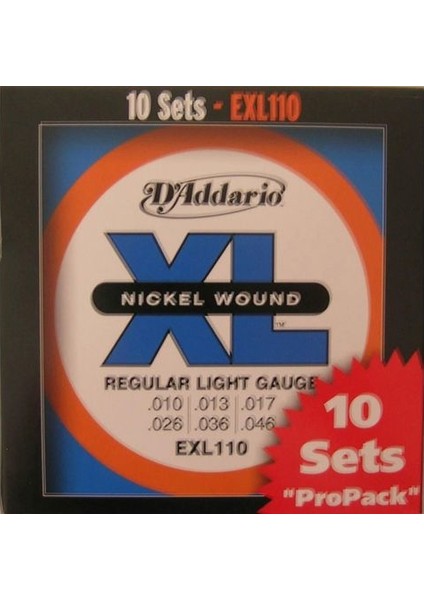 10 Sets - EXL110
D'Addario
XL
NICKEL WOUND
™
REGULAR LIGHT GAUGE
.010 .013 .017
.026 .036 .046
EXL110
10
Sets
"ProPack"